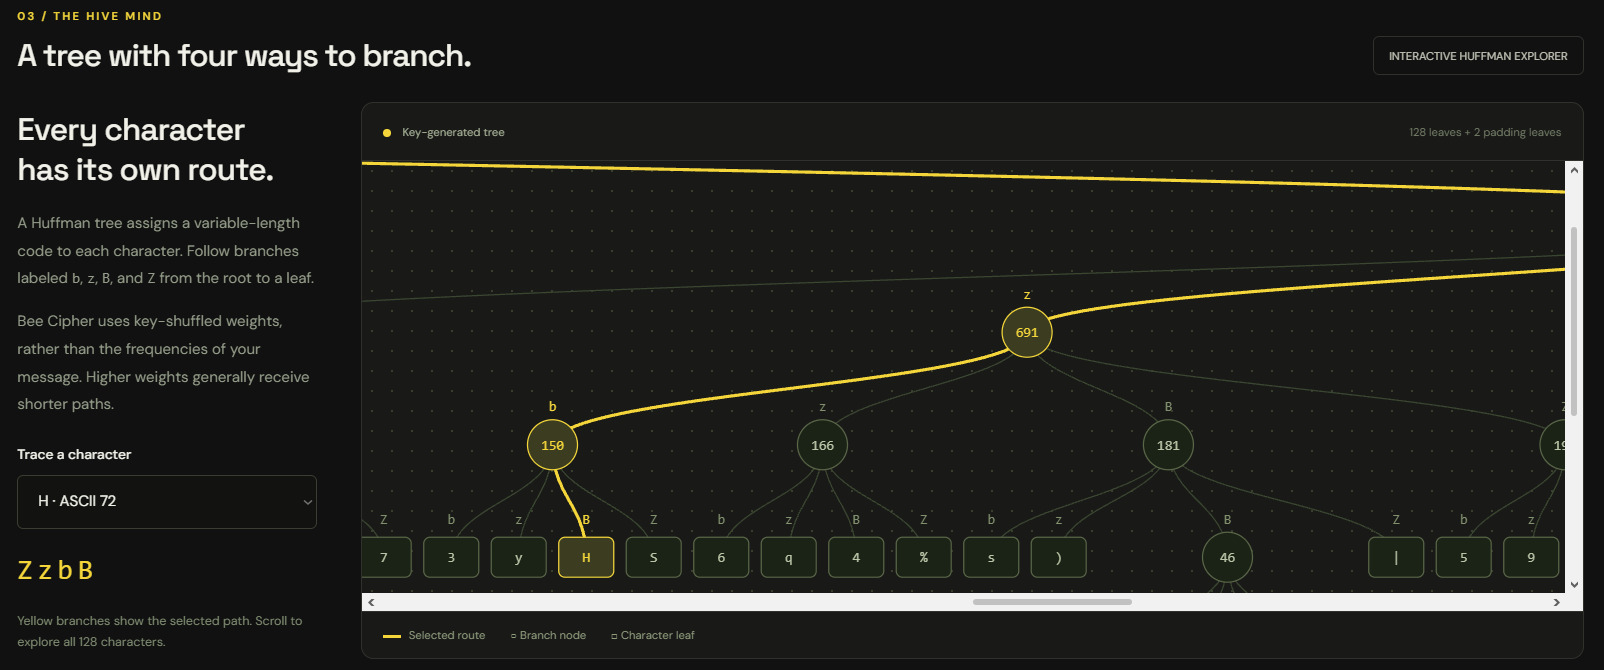 03 / THE HIVE MIND
A tree with four ways to branch.
INTERACTIVE HUFFMAN EXPLORER
Every character
has its own route.
A Huffman tree assigns a variable-length
code to each character. Follow branches
labeled b, z, B, and Z from the root to a leaf.
Bee Cipher uses key-shuffled weights,
rather than the frequencies of your
message. Higher weights generally receive
shorter paths.
Trace a character
H · ASCII 72
Z z b B
Yellow branches show the selected path. Scroll to
explore all 128 characters.
Key-generated tree
128 leaves + 2 padding leaves
z
691
b z B
150 166 181
Z b z B Z b z B Z b z B Z b z
7 3 y H S 6 q 4 % s ) 46 | 5 9
Selected route
Branch node
Character leaf